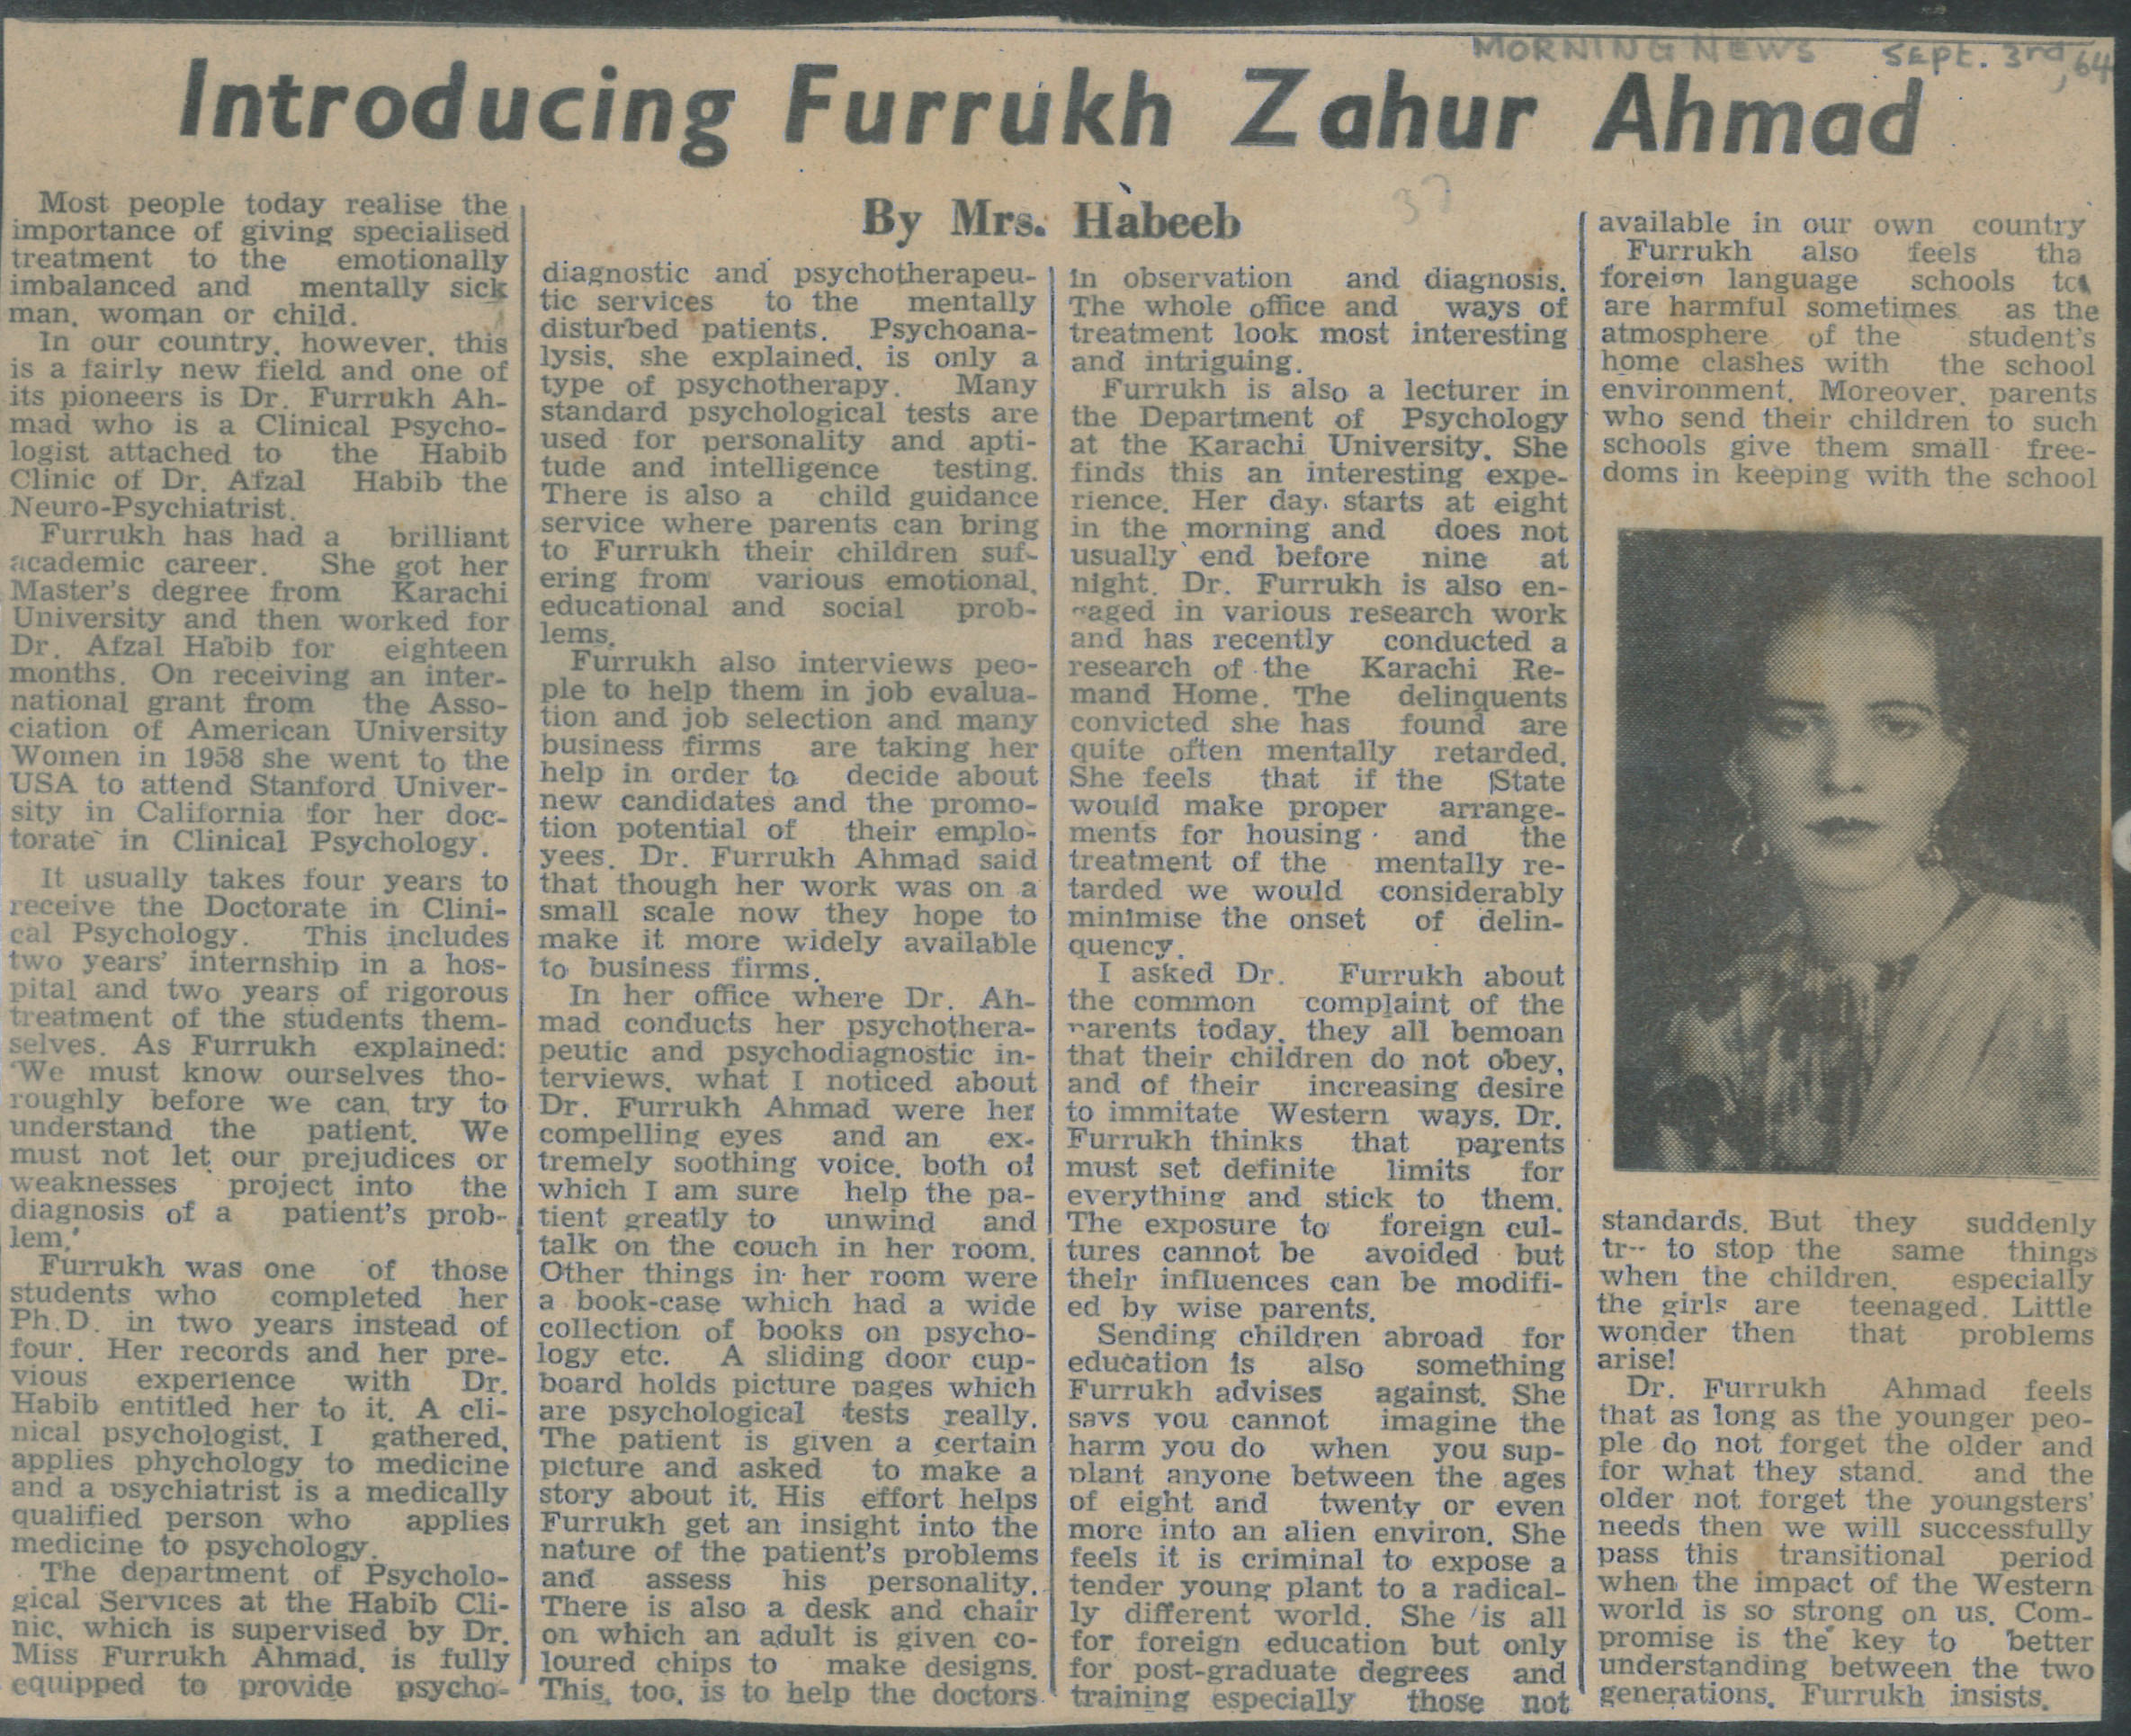 MORNING NEWS SEPT. 3rd, 64
Introducing Furrukh Zahur Ahmad
By Mrs. Habeeb
37
Most people today realise the
importance of giving specialised
treatment to the emotionally
imbalanced and mentally sick
man, woman or child.
In our country, however, this
is a fairly new field and one of
its pioneers is Dr. Furrukh Ah-
mad who is a Clinical Psycho-
logist attached to the Habib
Clinic of Dr. Afzal Habib the
Neuro-Psychiatrist.
Furrukh has had a brilliant
academic career. She got her
Master's degree from Karachi
University and then worked for
Dr. Afzal Habib for eighteen
months. On receiving an inter-
national grant from the Asso-
ciation of American University
Women in 1958 she went to the
USA to attend Stanford Univer-
sity in California for her doc-
torate in Clinical Psychology.
It usually takes four years to
receive the Doctorate in Clini-
cal Psychology. This includes
two years' internship in a hos-
pital and two years of rigorous
treatment of the students them-
selves. As Furrukh explained:
'We must know ourselves tho-
roughly before we can try to
understand the patient. We
must not let our prejudices or
weaknesses project into the
diagnosis of a patient's prob-
lem.'
Furrukh was one of those
students who completed her
Ph.D. in two years instead of
four. Her records and her pre-
vious experience with Dr.
Habib entitled her to it. A cli-
nical psychologist, I gathered,
applies phychology to medicine
and a psychiatrist is a medically
qualified person who applies
medicine to psychology.
The department of Psycholo-
gical Services at the Habib Cli-
nic, which is supervised by Dr.
Miss Furrukh Ahmad, is fully
equipped to provide psycho-
diagnostic and psychotherapeu-
tic services to the mentally
disturbed patients. Psychoana-
lysis, she explained, is only a
type of psychotherapy. Many
standard psychological tests are
used for personality and apti-
tude and intelligence testing.
There is also a child guidance
service where parents can bring
to Furrukh their children suf-
ering from various emotional,
educational and social prob-
lems.
Furrukh also interviews peo-
ple to help them in job evalua-
tion and job selection and many
business firms are taking her
help in order to decide about
new candidates and the promo-
tion potential of their emplo-
yees. Dr. Furrukh Ahmad said
that though her work was on a
small scale now they hope to
make it more widely available
to business firms.
In her office where Dr. Ah-
mad conducts her psychothera-
peutic and psychodiagnostic in-
terviews, what I noticed about
Dr. Furrukh Ahmad were her
compelling eyes and an ex-
tremely soothing voice, both of
which I am sure help the pa-
tient greatly to unwind and
talk on the couch in her room.
Other things in her room were
a book-case which had a wide
collection of books on psycho-
logy etc. A sliding door cup-
board holds picture pages which
are psychological tests really.
The patient is given a certain
picture and asked to make a
story about it. His effort helps
Furrukh get an insight into the
nature of the patient's problems
and assess his personality.
There is also a desk and chair
on which an adult is given co-
loured chips to make designs.
This, too, is to help the doctors
in observation and diagnosis.
The whole office and ways of
treatment look most interesting
and intriguing.
Furrukh is also a lecturer in
the Department of Psychology
at the Karachi University. She
finds this an interesting expe-
rience. Her day starts at eight
in the morning and does not
usually end before nine at
night. Dr. Furrukh is also en-
gaged in various research work
and has recently conducted a
research of the Karachi Re-
mand Home. The delinquents
convicted she has found are
quite often mentally retarded.
She feels that if the State
would make proper arrange-
ments for housing and the
treatment of the mentally re-
tarded we would considerably
minimise the onset of delin-
quency.
I asked Dr. Furrukh about
the common complaint of the
parents today, they all bemoan
that their children do not obey,
and of their increasing desire
to immitate Western ways. Dr.
Furrukh thinks that parents
must set definite limits for
everything and stick to them.
The exposure to foreign cul-
tures cannot be avoided but
their influences can be modifi-
ed by wise parents.
Sending children abroad for
education is also something
Furrukh advises against. She
says you cannot imagine the
harm you do when you sup-
plant anyone between the ages
of eight and twenty or even
more into an alien environ. She
feels it is criminal to expose a
tender young plant to a radical-
ly different world. She is all
for foreign education but only
for post-graduate degrees and
training especially those not
available in our own country
Furrukh also feels tha
foreign language schools too
are harmful sometimes as the
atmosphere of the student's
home clashes with the school
environment. Moreover, parents
who send their children to such
schools give them small free-
doms in keeping with the school
standards. But they suddenly
to stop the same things
when the children, especially
the girls are teenaged. Little
wonder then that problems
arise!
Dr. Furrukh Ahmad feels
that as long as the younger peo-
ple do not forget the older and
for what they stand, and the
older not forget the youngsters'
needs then we will successfully
pass this transitional period
when the impact of the Western
world is so strong on us. Com-
promise is the key to better
understanding between the two
generations, Furrukh insists.